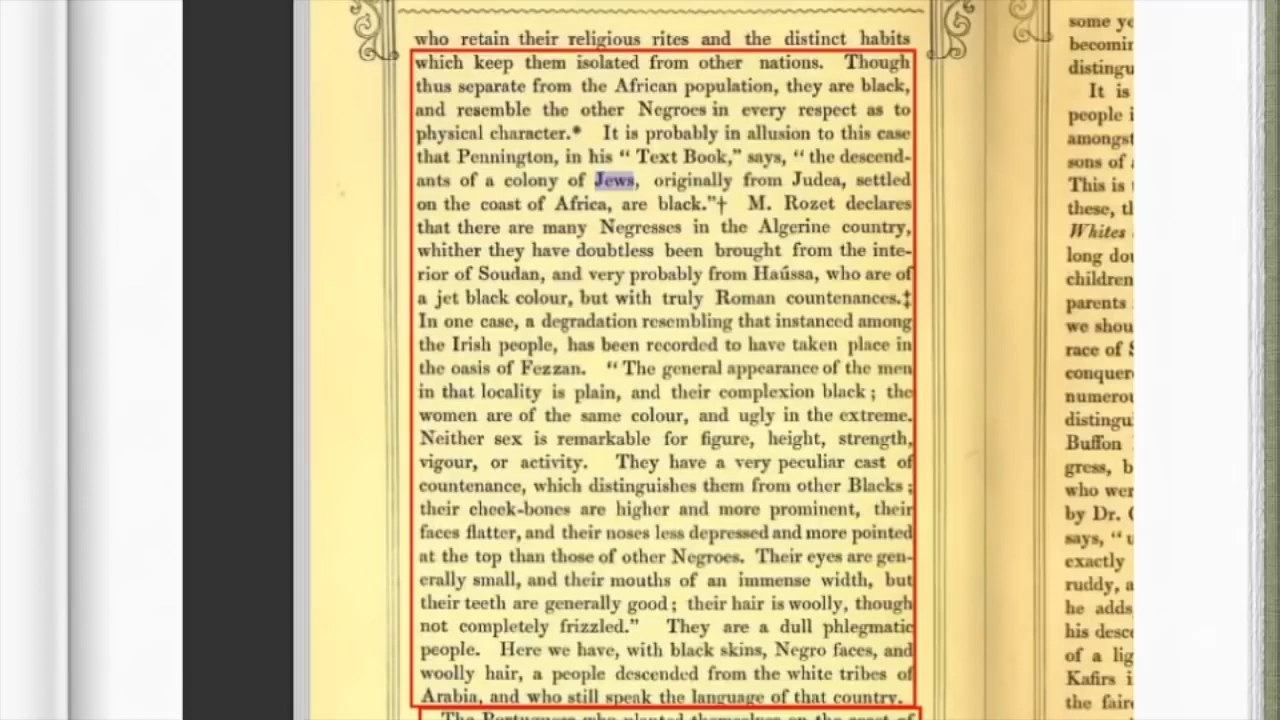 who retain their religious rites and the distinct habits
which keep them isolated from other nations. Though
thus separate from the African population, they are black,
and resemble the other Negroes in every respect as to
physical character.* It is probably in allusion to this case
that Pennington, in his “ Text Book,” says, “ the descend-
ants of a colony of Jews, originally from Judea, settled
on the coast of Africa, are black.”† M. Rozet declares
that there are many Negresses in the Algerine country,
whither they have doubtless been brought from the inte-
rior of Soudan, and very probably from Haússa, who are of
a jet black colour, but with truly Roman countenances.‡
In one case, a degradation resembling that instanced among
the Irish people, has been recorded to have taken place in
the oasis of Fezzan. “ The general appearance of the men
in that locality is plain, and their complexion black ; the
women are of the same colour, and ugly in the extreme.
Neither sex is remarkable for figure, height, strength,
vigour, or activity. They have a very peculiar cast of
countenance, which distinguishes them from other Blacks ;
their cheek-bones are higher and more prominent, their
faces flatter, and their noses less depressed and more pointed
at the top than those of other Negroes. Their eyes are gen-
erally small, and their mouths of an immense width, but
their teeth are generally good ; their hair is woolly, though
not completely frizzled.” They are a dull phlegmatic
people. Here we have, with black skins, Negro faces, and
woolly hair, a people descended from the white tribes of
Arabia, and who still speak the language of that country.
The Portuguese who planted themselves on the coast of
some ye
becomin
distingu
It is
people i
amongst
sons of
This is
these, th
Whites
long dou
children
parents
we shou
race of S
conquer
numerou
distingui
Buffon
gress, b
who wer
by Dr.
says, “ u
exactly
ruddy, a
he adds
his desce
of a lig
Kafirs i
the faire